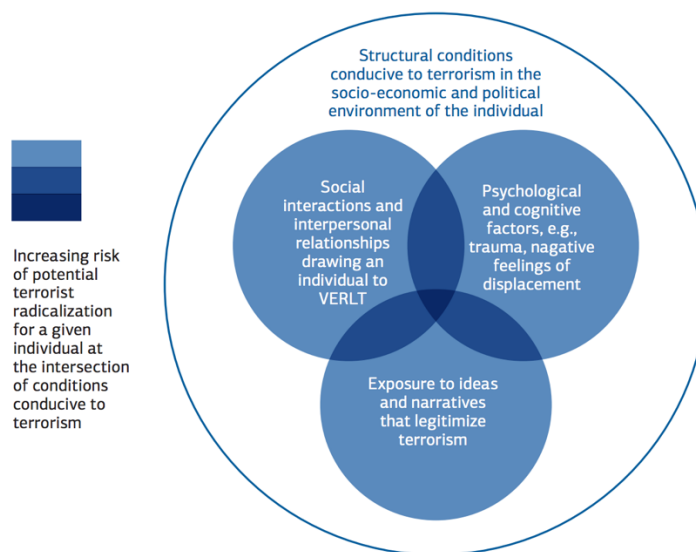 Structural conditions
conducive to terrorism in the
socio-economic and political
environment of the individual
Social
interactions and
interpersonal
relationships
drawing an
individual to
VERLT
Psychological
and cognitive
factors, e.g.,
trauma, nagative
feelings of
displacement
Exposure to ideas
and narratives
that legitimize
terrorism
Increasing risk
of potential
terrorist
radicalization
for a given
individual at
the intersection
of conditions
conducive to
terrorism